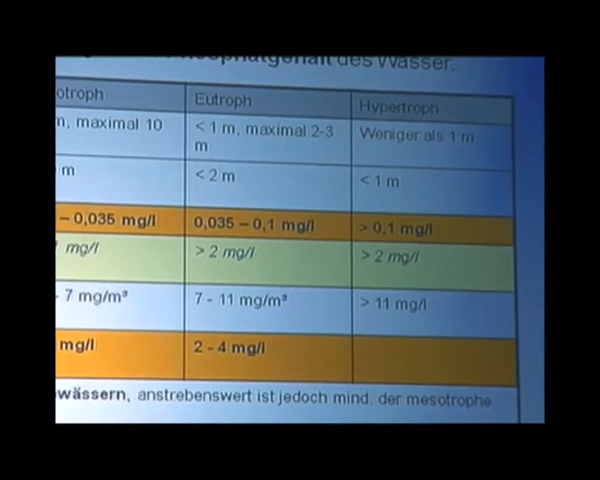 des Wasser.
otroph Eutroph Hypertroph
m, maximal 10 < 1 m, maximal 2-3 Weniger als 1 m
m
m < 2 m < 1 m
– 0,035 mg/l 0,035 – 0,1 mg/l > 0,1 mg/l
mg/l > 2 mg/l > 2 mg/l
- 7 mg/m³ 7 - 11 mg/m³ > 11 mg/l
mg/l 2 - 4 mg/l
wässern, anstrebenswert ist jedoch mind. der mesotrophe